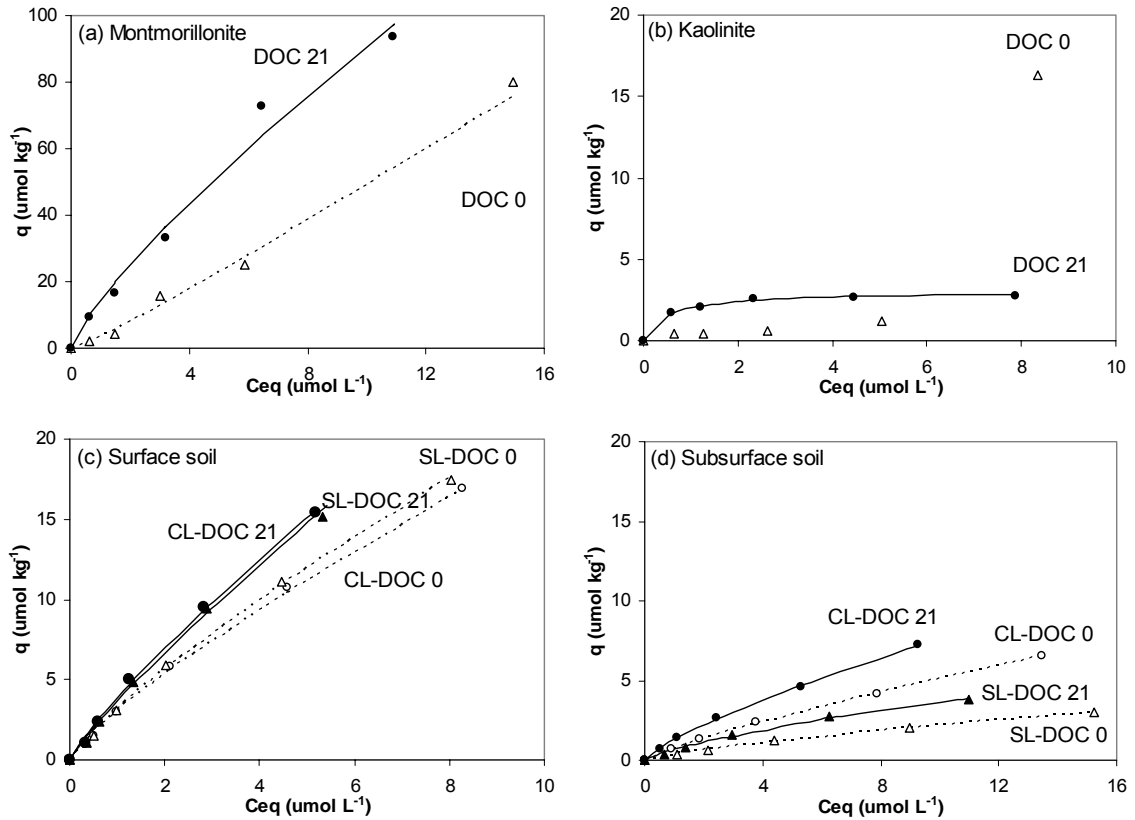 (a) Montmorillonite
DOC 21
DOC 0
q (umol kg⁻¹)
100
80
60
40
20
0
0 4 8 12 16
Ceq (umol L⁻¹)
(b) Kaolinite
DOC 0
DOC 21
q (umol kg⁻¹)
20
15
10
5
0
0 2 4 6 8 10
Ceq (umol L⁻¹)
(c) Surface soil
SL-DOC 0
SL-DOC 21
CL-DOC 21
CL-DOC 0
q (umol kg⁻¹)
20
15
10
5
0
0 2 4 6 8 10
Ceq (umol L⁻¹)
(d) Subsurface soil
CL-DOC 21
CL-DOC 0
SL-DOC 21
SL-DOC 0
q (umol kg⁻¹)
20
15
10
5
0
0 4 8 12 16
Ceq (umol L⁻¹)